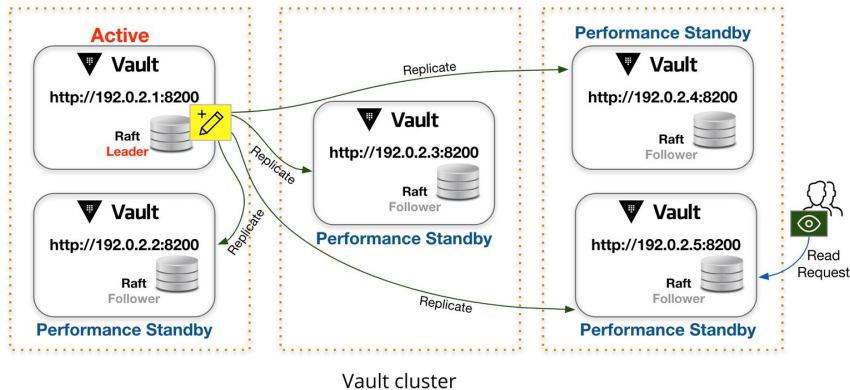 Active
Vault
http://192.0.2.1:8200
Raft
Leader
Vault
http://192.0.2.2:8200
Raft
Follower
Performance Standby
Replicate
Replicate
Replicate
Replicate
Vault
http://192.0.2.3:8200
Raft
Follower
Performance Standby
Performance Standby
Vault
http://192.0.2.4:8200
Raft
Follower
Vault
http://192.0.2.5:8200
Raft
Follower
Performance Standby
Read
Request
Vault cluster